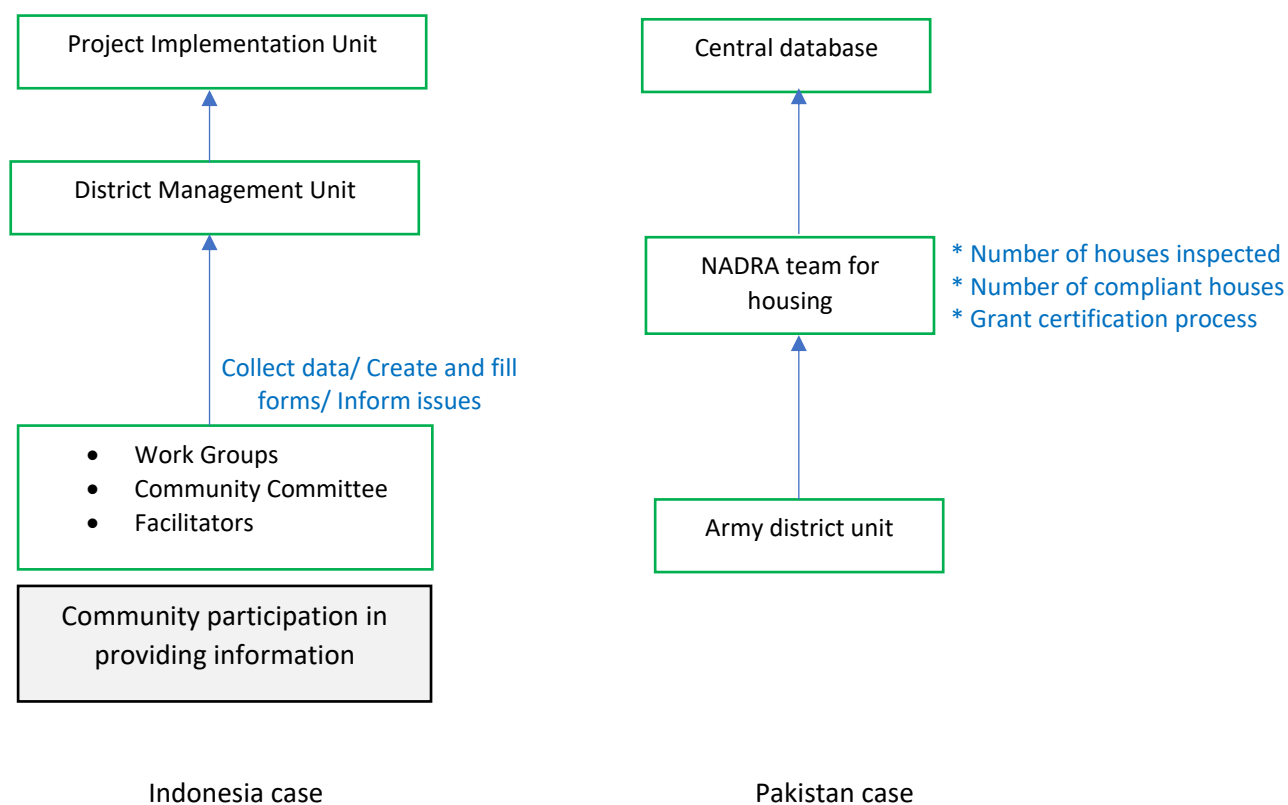 Project Implementation Unit
District Management Unit
Collect data/ Create and fill
forms/ Inform issues
• Work Groups
• Community Committee
• Facilitators
Community participation in
providing information
Indonesia case
Central database
NADRA team for
housing
* Number of houses inspected
* Number of compliant houses
* Grant certification process
Army district unit
Pakistan case